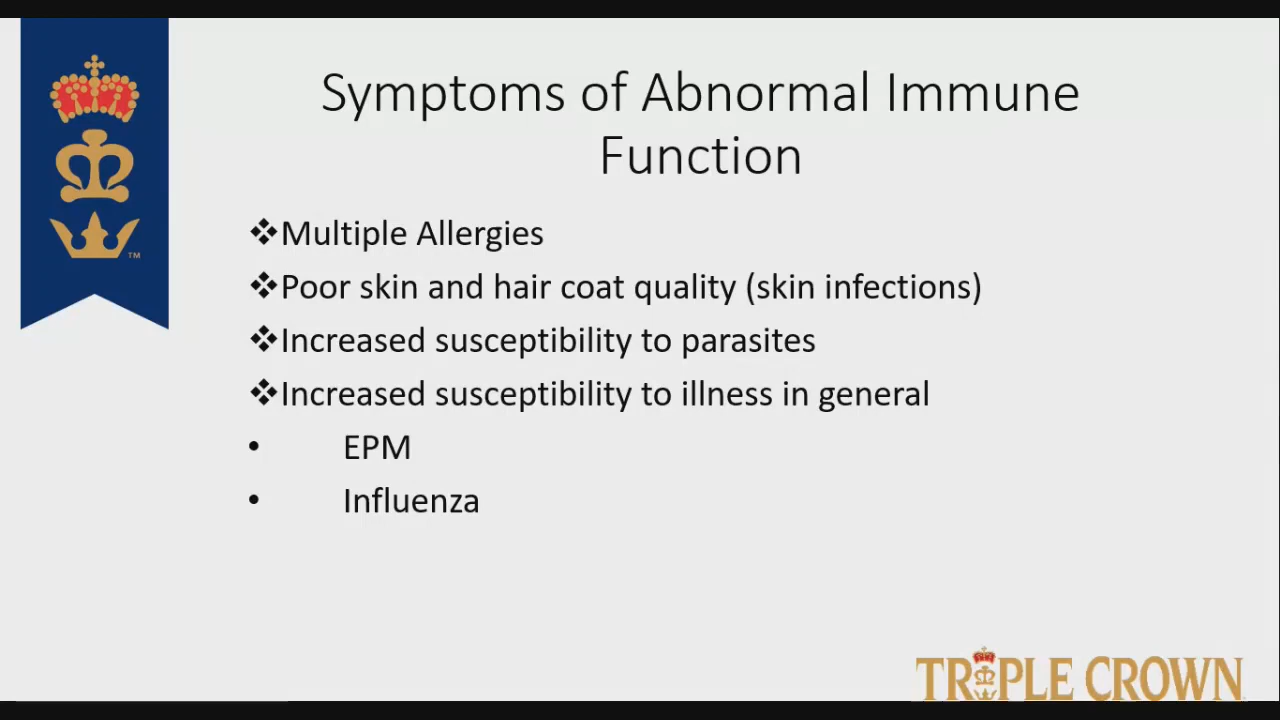 Symptoms of Abnormal Immune
Function
❖Multiple Allergies
❖Poor skin and hair coat quality (skin infections)
❖Increased susceptibility to parasites
❖Increased susceptibility to illness in general
• EPM
• Influenza
TM
TRIPLE CROWN